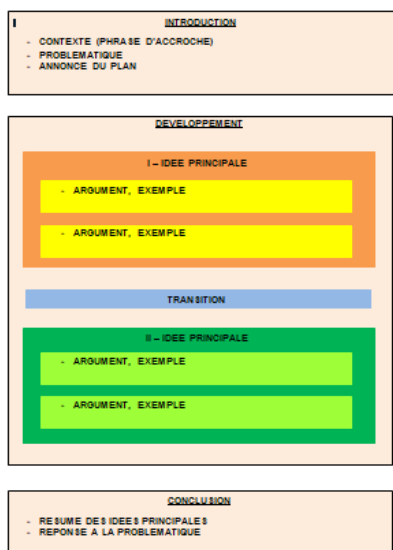 INTRODUCTION
- CONTEXTE (PHRASE D'ACCROCHE)
- PROBLEMATIQUE
- ANNONCE DU PLAN
DEVELOPPEMENT
I – IDEE PRINCIPALE
- ARGUMENT, EXEMPLE
- ARGUMENT, EXEMPLE
TRANSITION
II – IDEE PRINCIPALE
- ARGUMENT, EXEMPLE
- ARGUMENT, EXEMPLE
CONCLUSION
- RESUME DES IDEES PRINCIPALES
- REPONSE A LA PROBLEMATIQUE